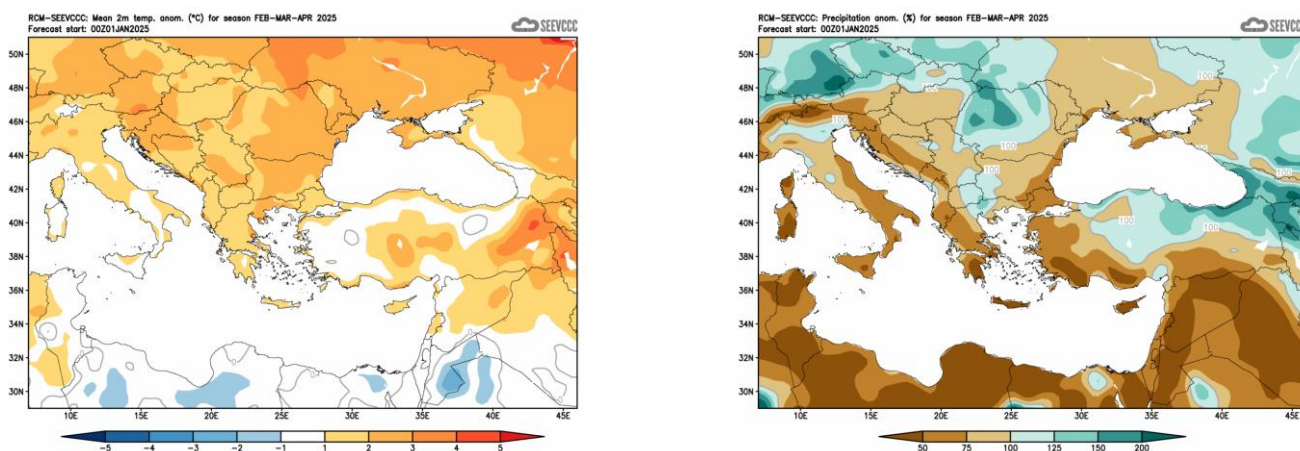 RCM-SEEVCCC: Mean 2m temp. anom. (°C) for season FEB-MAR-APR 2025
Forecast start: 00Z01JAN2025
SEEVCCC
50N
48N
46N
44N
42N
40N
38N
36N
34N
32N
30N
10E 15E 20E 25E 30E 35E 40E 45E
-5 -4 -3 -2 -1 1 2 3 4 5
RCM-SEEVCCC: Precipitation anom. (%) for season FEB-MAR-APR 2025
Forecast start: 00Z01JAN2025
SEEVCCC
50N
48N
46N
44N
42N
40N
38N
36N
34N
32N
30N
100
100
100
100
100
100
100
10E 15E 20E 25E 30E 35E 40E 45E
50 75 100 125 150 200